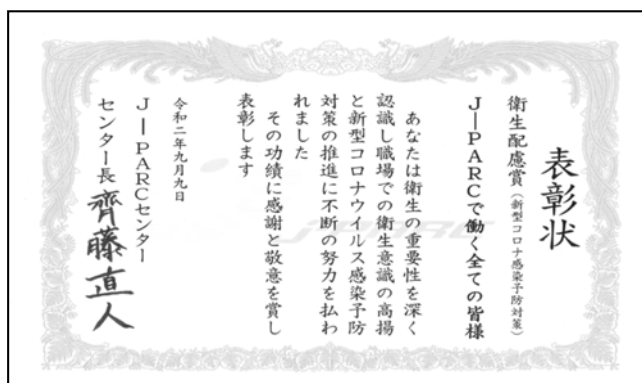 表彰状
衛生配慮賞(新型コロナ感染予防対策)
J-PARCで働く全ての皆様
あなたは衛生の重要性を深く
認識し職場での衛生意識の高揚
と新型コロナウイルス感染予防
対策の推進に不断の努力を払わ
れました
その功績に感謝と敬意を賞し
表彰します
令和二年九月九日
J-PARCセンター
センター長 齊藤直人
J-PARC